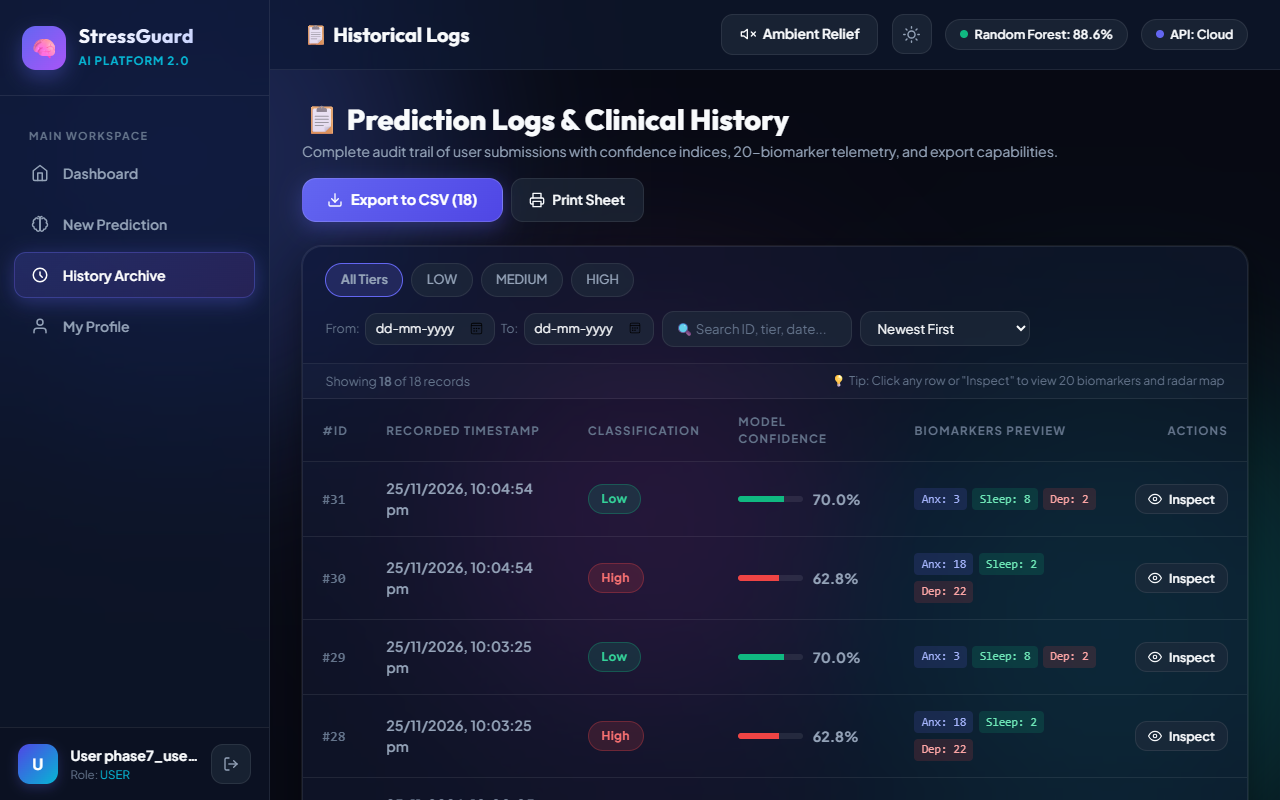 StressGuard
AI PLATFORM 2.0
MAIN WORKSPACE
Dashboard
New Prediction
History Archive
My Profile
User phase7_use...
Role: USER
U
Historical Logs
Ambient Relief
Random Forest: 88.6%
API: Cloud
Prediction Logs & Clinical History
Complete audit trail of user submissions with confidence indices, 20-biomarker telemetry, and export capabilities.
Export to CSV (18)
Print Sheet
All Tiers
LOW
MEDIUM
HIGH
From: dd-mm-yyyy To: dd-mm-yyyy Search ID, tier, date... Newest First
Showing 18 of 18 records
Tip: Click any row or "Inspect" to view 20 biomarkers and radar map
#ID RECORDED TIMESTAMP CLASSIFICATION MODEL CONFIDENCE BIOMARKERS PREVIEW ACTIONS
#31 25/11/2026, 10:04:54 pm Low 70.0% Anx: 3 Sleep: 8 Dep: 2 Inspect
#30 25/11/2026, 10:04:54 pm High 62.8% Anx: 18 Sleep: 2 Dep: 22 Inspect
#29 25/11/2026, 10:03:25 pm Low 70.0% Anx: 3 Sleep: 8 Dep: 2 Inspect
#28 25/11/2026, 10:03:25 pm High 62.8% Anx: 18 Sleep: 2 Dep: 22 Inspect